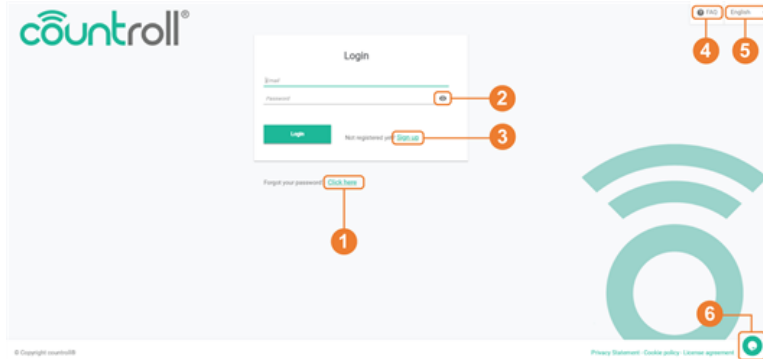 countroll®
FAQ English
4 5
Login
Email
Password
2
Login Not registered yet? Sign up
3
Forgot your password? Click here
1
6
© Copyright countroll® Privacy Statement - Cookie policy - License agreement